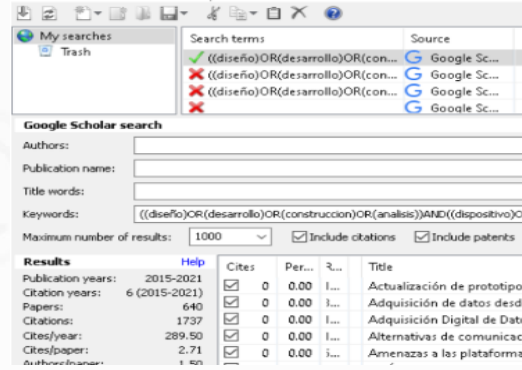 My searches
Trash
Search terms Source
((diseño)OR(desarrollo)OR(con... G Google Sc...
((diseño)OR(desarrollo)OR(con... G Google Sc...
((diseño)OR(desarrollo)OR(con... G Google Sc...
G Google Sc...
Google Scholar search
Authors:
Publication name:
Title words:
Keywords: ((diseño)OR(desarrollo)OR(construccion)OR(analisis))AND((dispositivo)O
Maximum number of results: 1000 Include citations Include patents
Results Help Cites Per... R... Title
Publication years: 2015-2021
Citation years: 6 (2015-2021)
Papers: 640
Citations: 1737
Cites/year: 289.50
Cites/paper: 2.71
Authors/paper: 1.50
0 0.00 Actualización de prototipo
0 0.00 Adquisición de datos desd
0 0.00 Adquisición Digital de Dato
0 0.00 Alternativas de comunicac
0 0.00 Amenazas a las plataforma